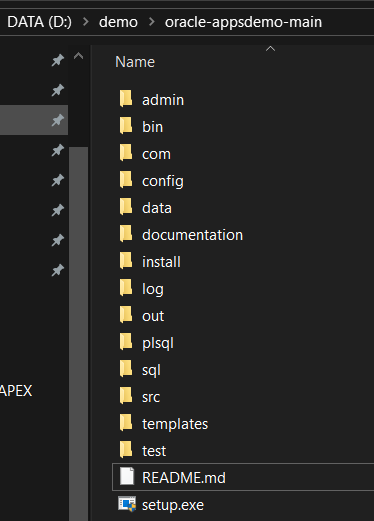 DATA (D:) > demo > oracle-appsdemo-main
Name
admin
bin
com
config
data
documentation
install
log
out
plsql
sql
APEX
src
templates
test
README.md
setup.exe